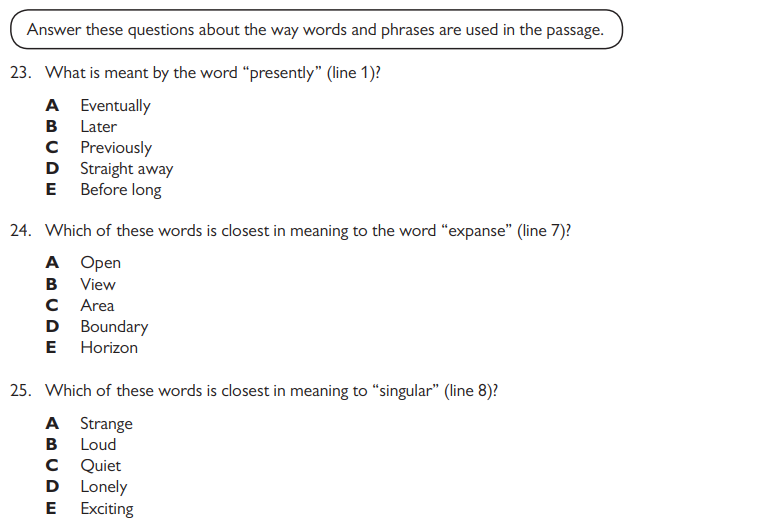 Answer these questions about the way words and phrases are used in the passage.
23. What is meant by the word “presently” (line 1)?
A Eventually
B Later
C Previously
D Straight away
E Before long
24. Which of these words is closest in meaning to the word “expanse” (line 7)?
A Open
B View
C Area
D Boundary
E Horizon
25. Which of these words is closest in meaning to “singular” (line 8)?
A Strange
B Loud
C Quiet
D Lonely
E Exciting